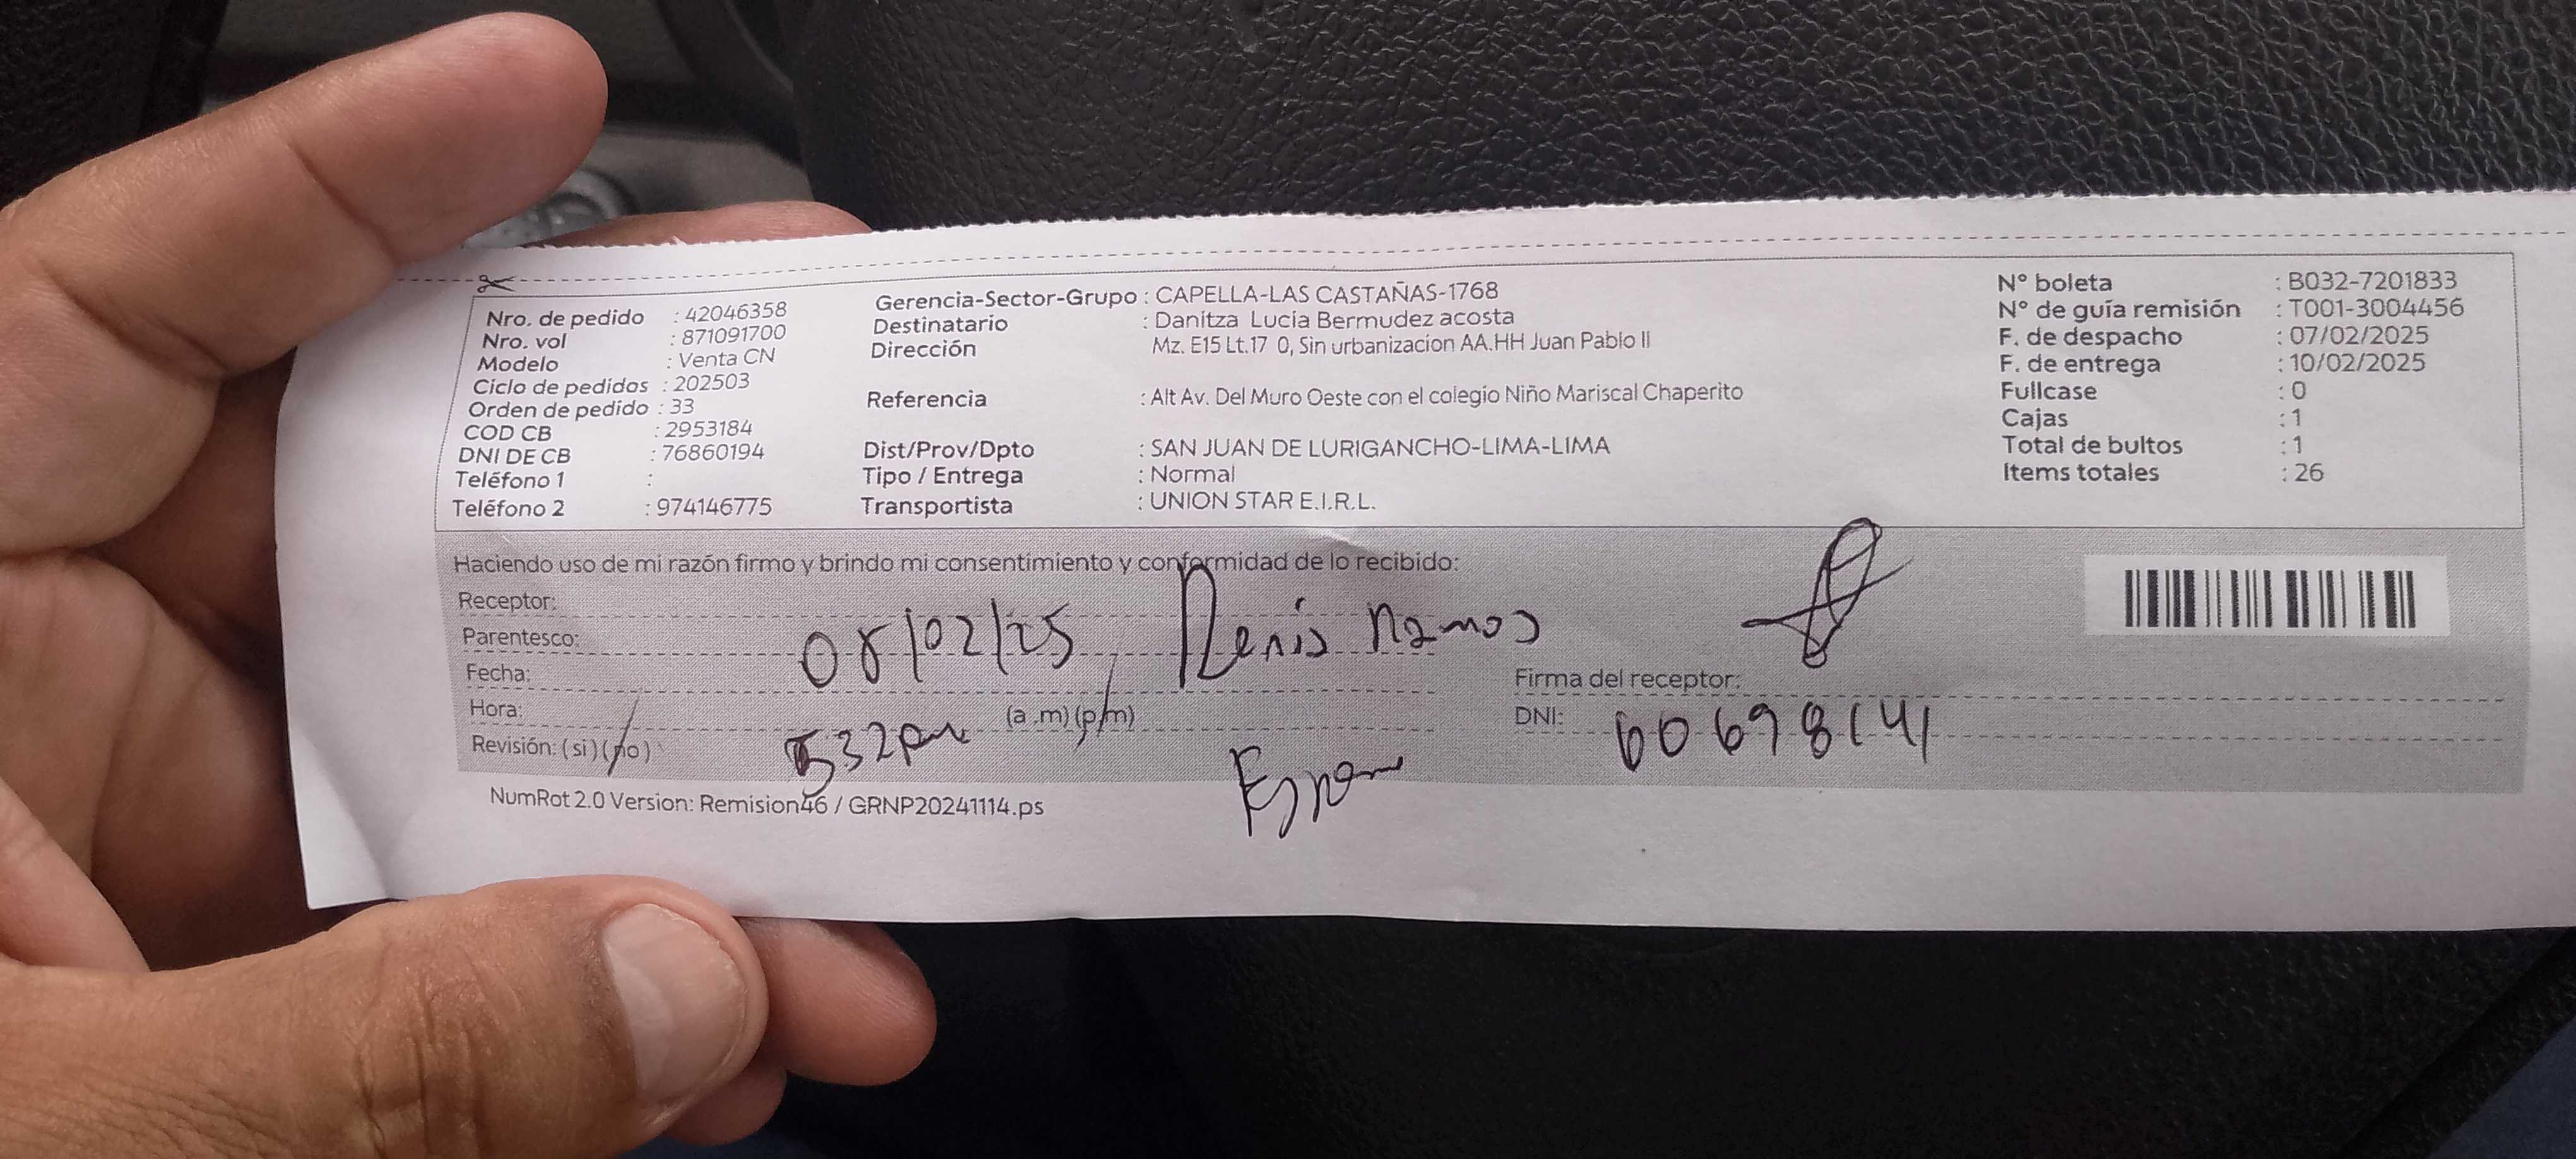 Nro. de pedido : 42046358
Nro. vol : 871091700
Modelo : Venta CN
Ciclo de pedidos : 202503
Orden de pedido : 33
COD CB : 2953184
DNI DE CB : 76860194
Teléfono 1 :
Teléfono 2 : 974146775
Gerencia-Sector-Grupo : CAPELLA-LAS CASTAÑAS-1768
Destinatario : Danitza Lucia Bermudez acosta
Dirección Mz. E15 Lt.17 0, Sin urbanizacion AA.HH Juan Pablo II
Referencia : Alt Av. Del Muro Oeste con el colegio Niño Mariscal Chaperito
Dist/Prov/Dpto : SAN JUAN DE LURIGANCHO-LIMA-LIMA
Tipo / Entrega : Normal
Transportista : UNION STAR E.I.R.L.
N° boleta : B032-7201833
N° de guía remisión : T001-3004456
F. de despacho : 07/02/2025
F. de entrega : 10/02/2025
Fullcase : 0
Cajas : 1
Total de bultos : 1
Items totales : 26
Haciendo uso de mi razón firmo y brindo mi consentimiento y conformidad de lo recibido:
Receptor:
Parentesco:
08/02/25 Denis Ramos
Fecha:
Firma del receptor:
Hora: (a.m) (p/m)
DNI:
532pm
Revisión: (si) (no)
NumRot 2.0 Version: Remision46 / GRNP20241114.ps